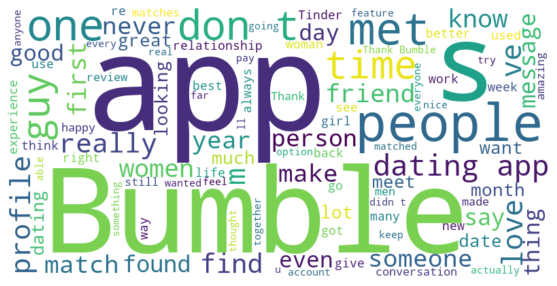 one don t met s know
re matches Tinder going feature
anyone never day better used
good great relationship woman every Thank Bumble ve message
use review real pay
guy first looking app time friend work try week amazing
experience best always far ll Thank see everyone nice
happy think really year person girl people
right women much m option back matched want
able life feel make go men dating app
profile dating still wanted lot meet month
something way thought together got many didn t made new
Bumble say date love thing
match found find even give someone keep
u account conversation actually